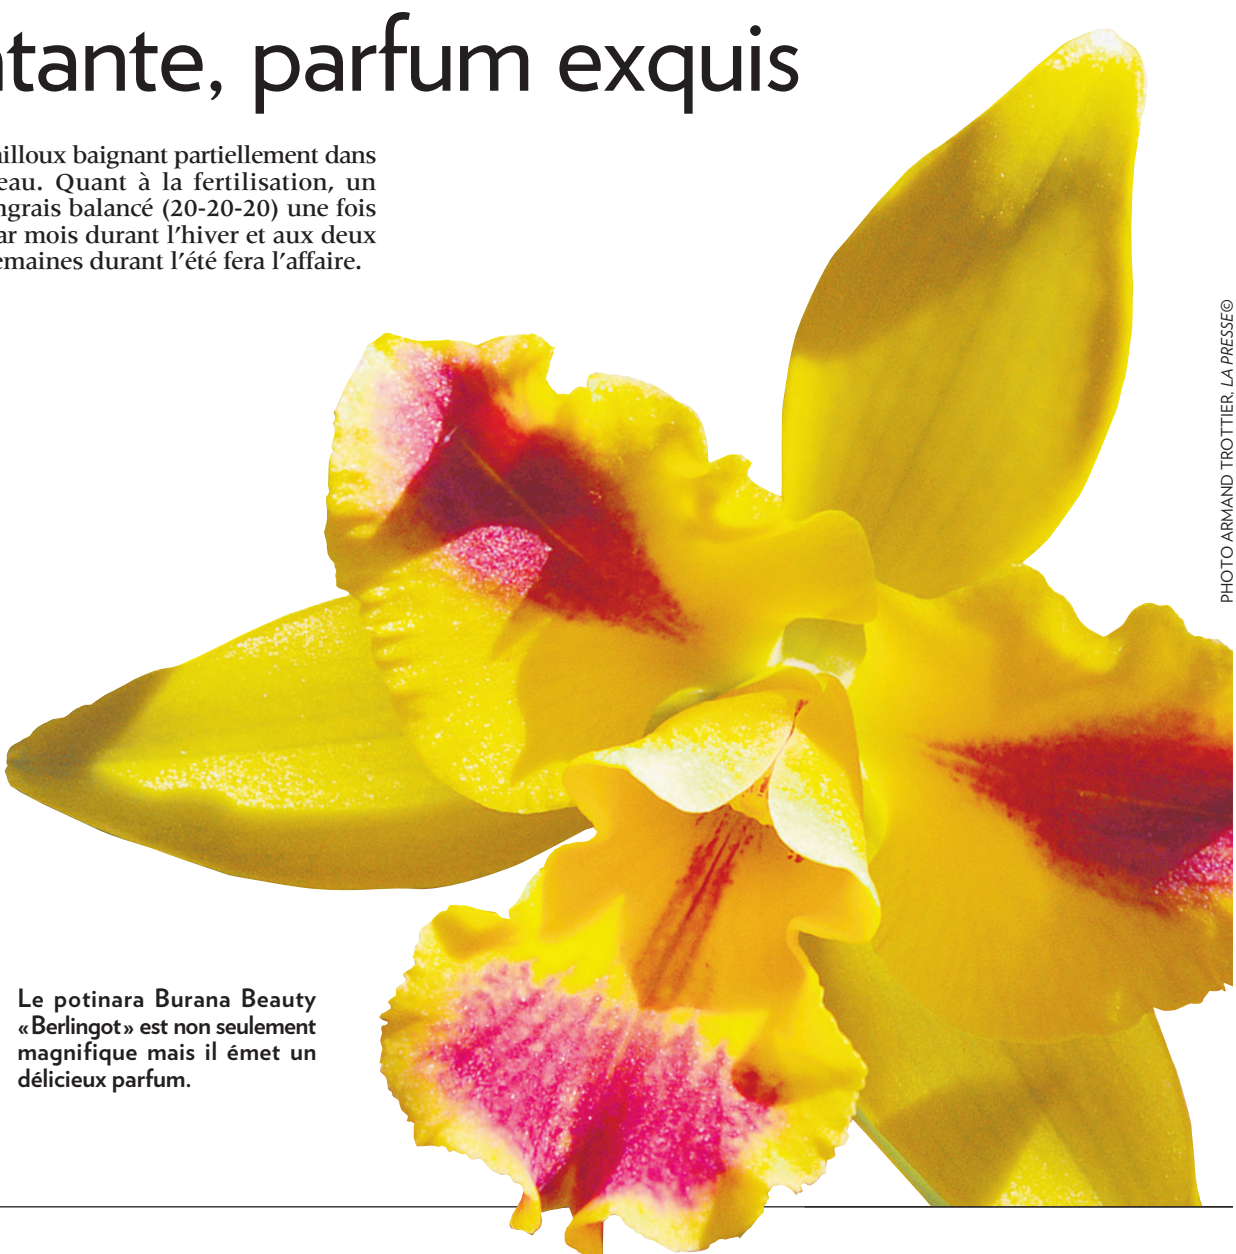 ntante, parfum exquis
ailloux baignant partiellement dans
eau. Quant à la fertilisation, un
ngrais balancé (20-20-20) une fois
ar mois durant l’hiver et aux deux
emaines durant l’été fera l’affaire.
PHOTO ARMAND TROTTIER, LA PRESSE©
Le potinara Burana Beauty
«Berlingot» est non seulement
magnifique mais il émet un
délicieux parfum.